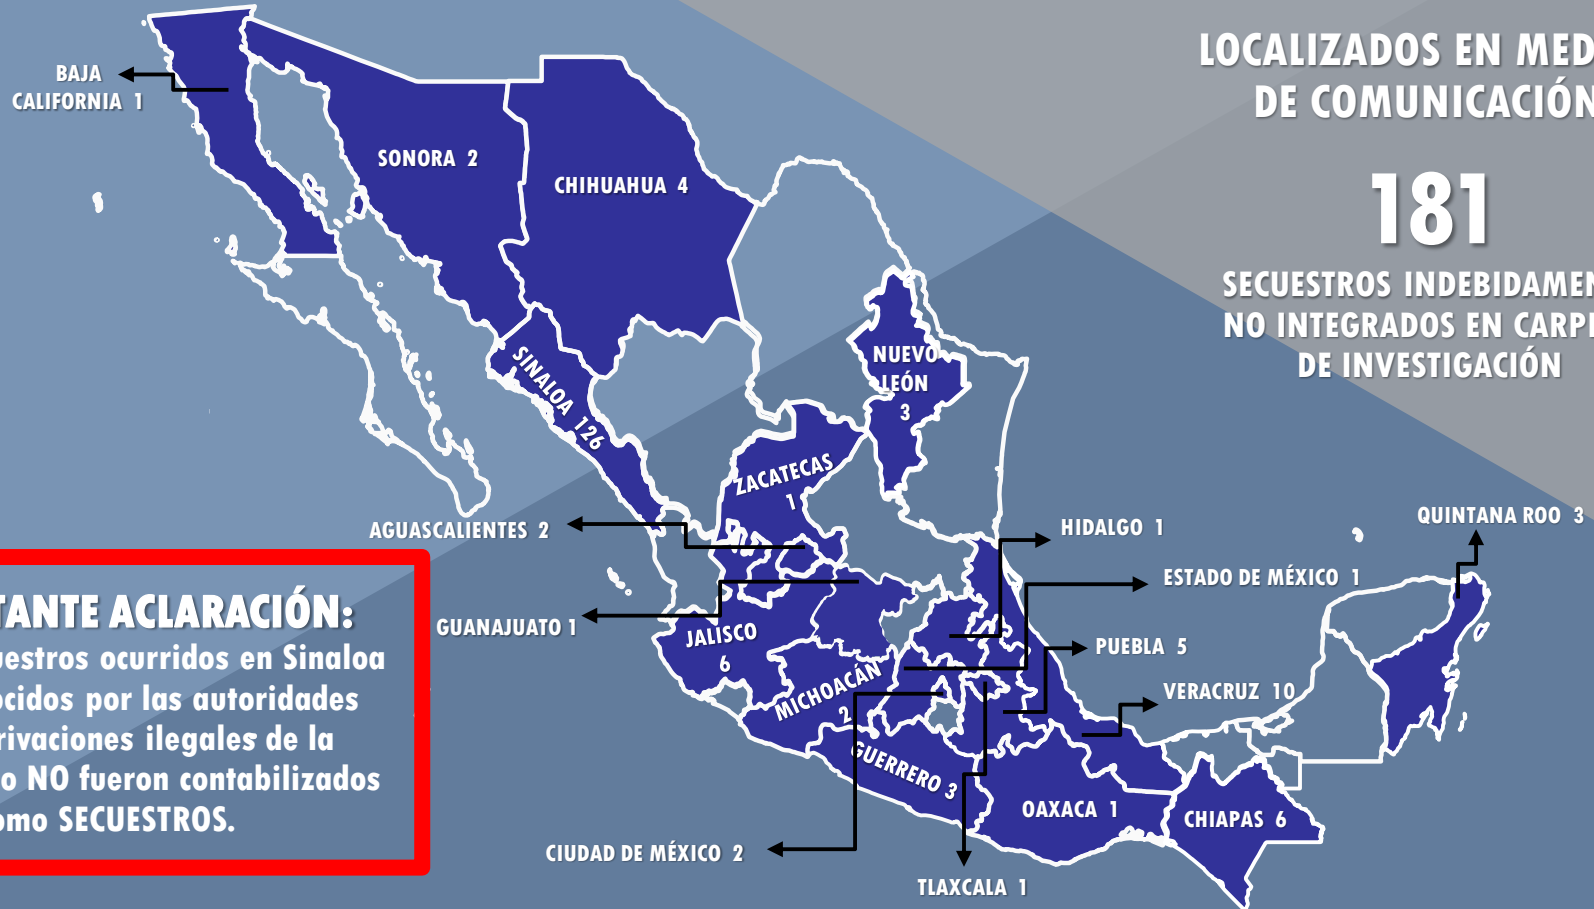 LOCALIZADOS EN MED
DE COMUNICACIÓN
181
SECUESTROS INDEBIDAMEN
NO INTEGRADOS EN CARPE
DE INVESTIGACIÓN
BAJA
CALIFORNIA 1
SONORA 2
CHIHUAHUA 4
NUEVO
LEÓN
3
SINALOA 126
ZACATECAS
1
AGUASCALIENTES 2
HIDALGO 1
QUINTANA ROO 3
ESTADO DE MÉXICO 1
GUANAJUATO 1
JALISCO
6
PUEBLA 5
MICHOACÁN
2
VERACRUZ 10
GUERRERO 3
OAXACA 1
CHIAPAS 6
CIUDAD DE MÉXICO 2
TLAXCALA 1
TANTE ACLARACIÓN:
uestros ocurridos en Sinaloa
ocidos por las autoridades
rivaciones ilegales de la
o NO fueron contabilizados
omo SECUESTROS.